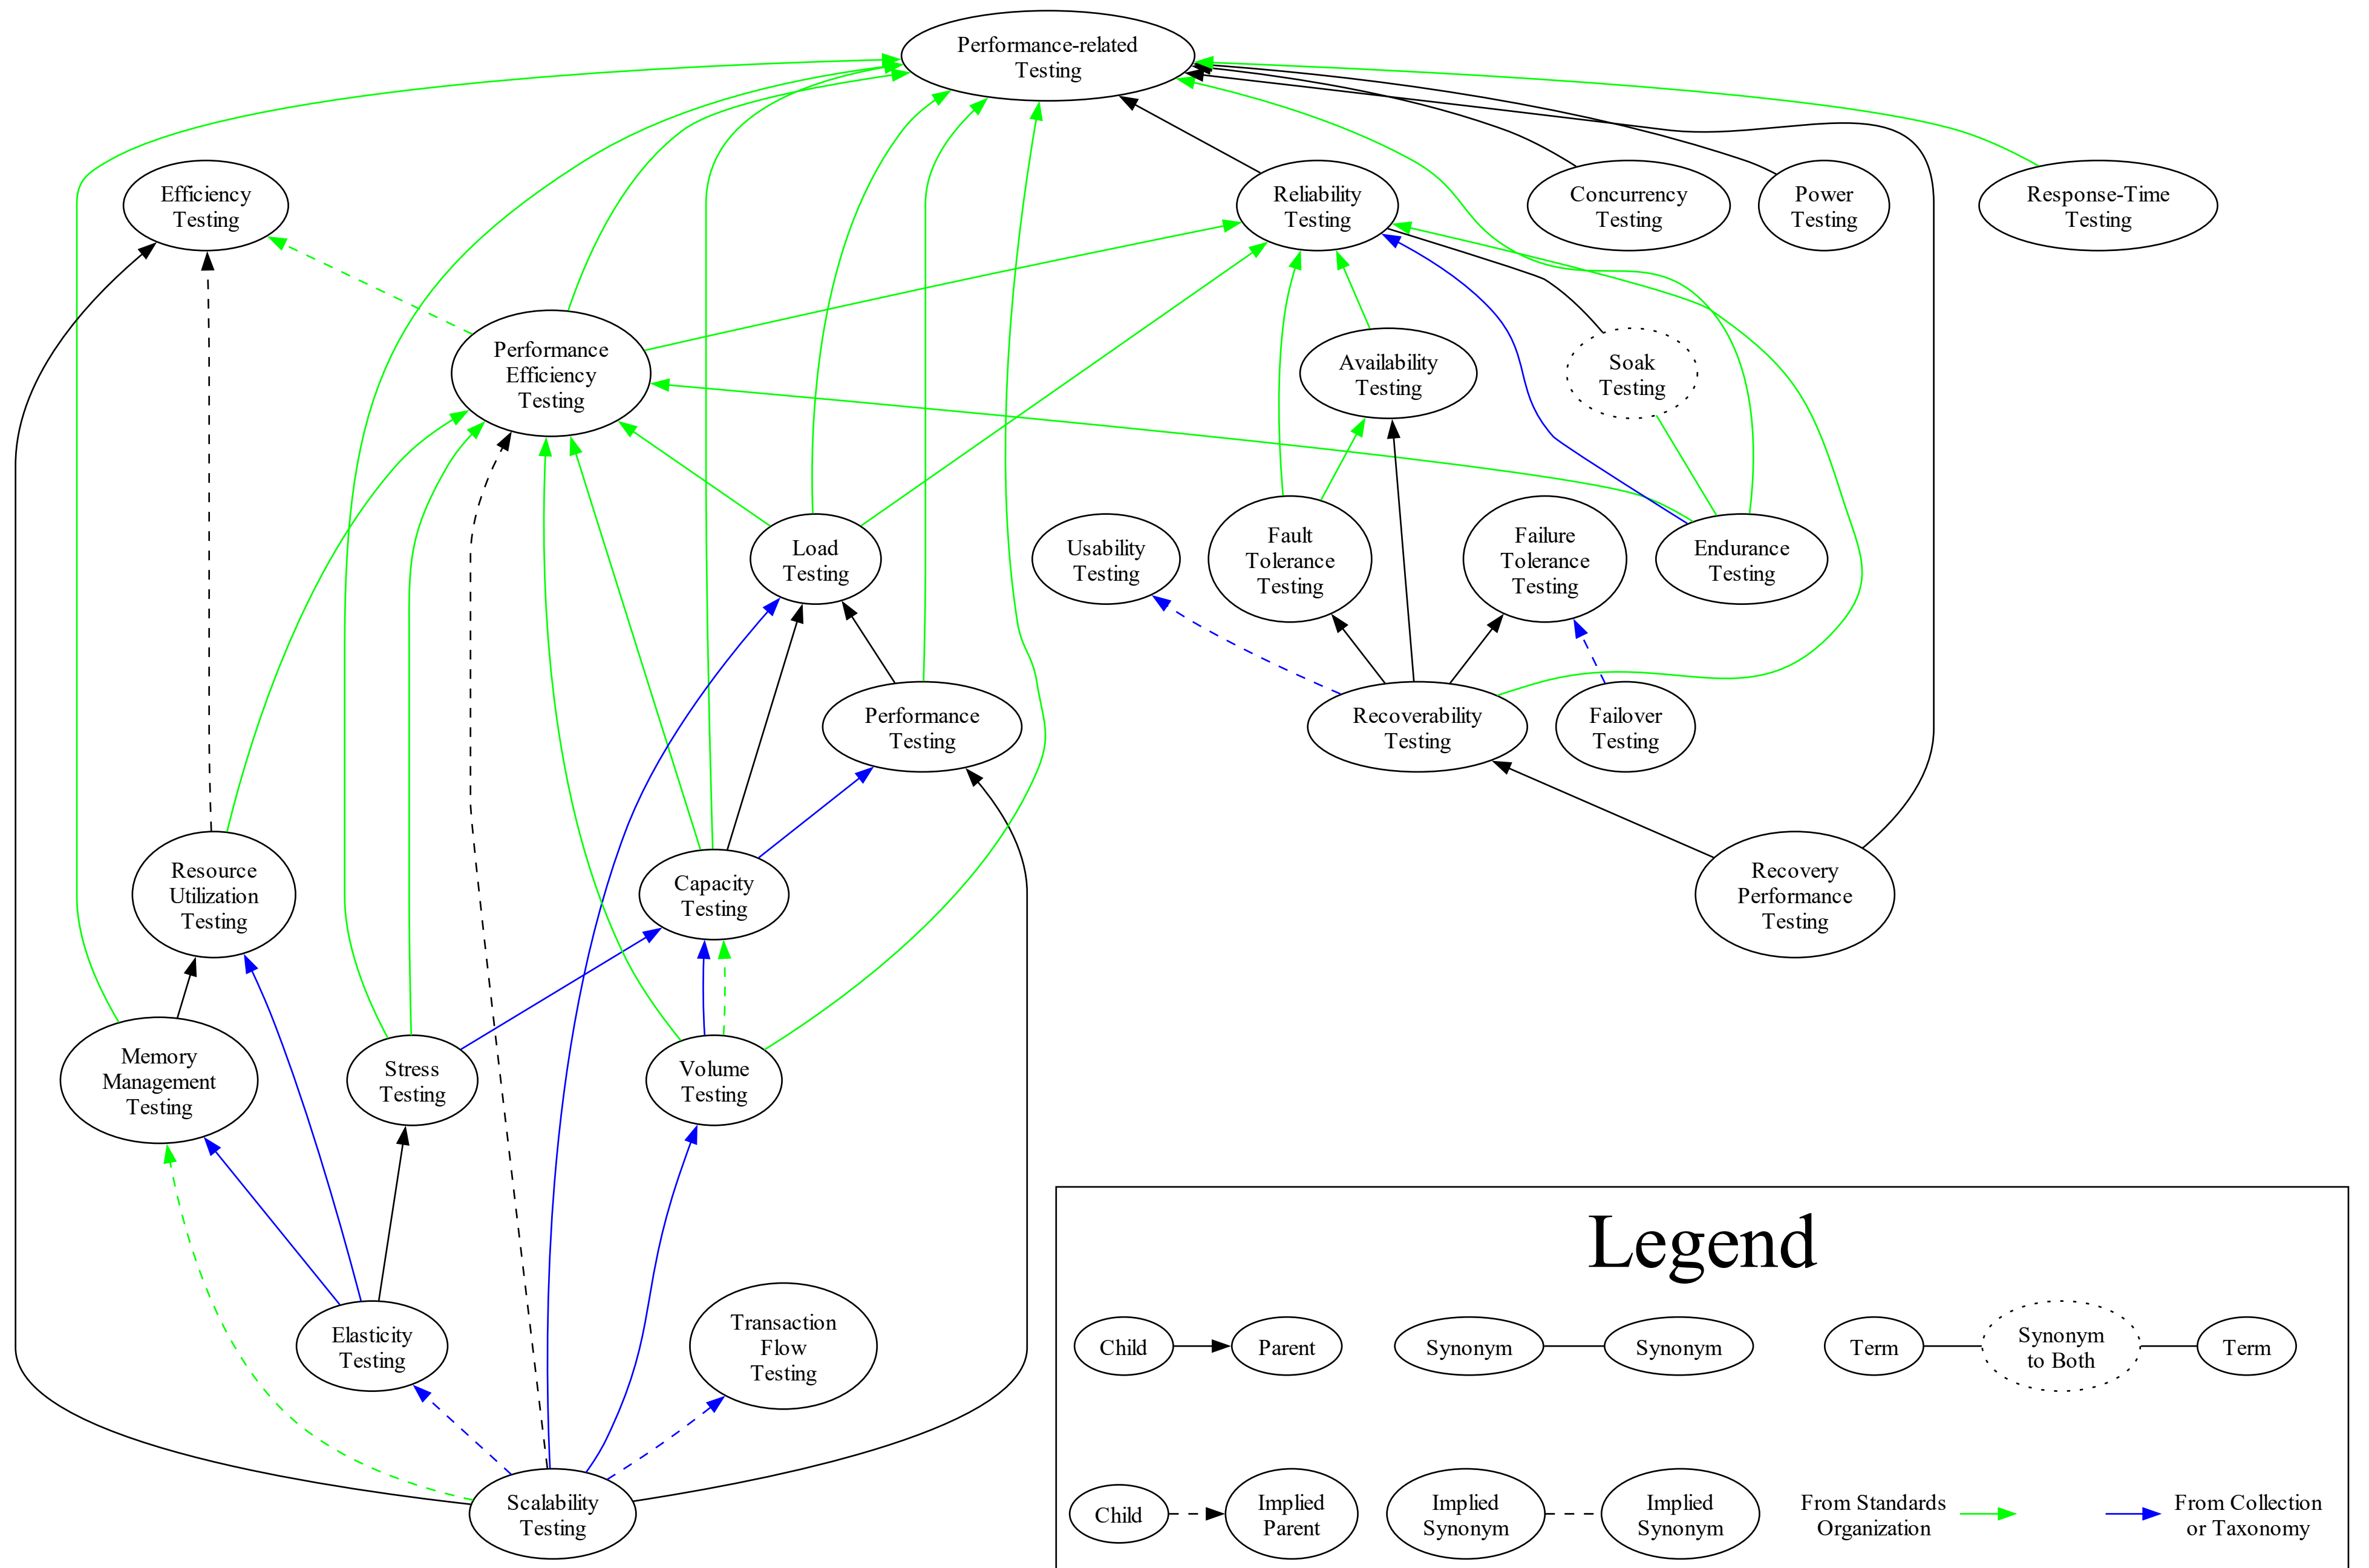 Performance-related
Testing
Efficiency
Testing
Reliability
Testing
Concurrency
Testing
Power
Testing
Response-Time
Testing
Performance
Efficiency
Testing
Availability
Testing
Soak
Testing
Load
Testing
Usability
Testing
Fault
Tolerance
Testing
Failure
Tolerance
Testing
Endurance
Testing
Performance
Testing
Recoverability
Testing
Failover
Testing
Resource
Utilization
Testing
Capacity
Testing
Recovery
Performance
Testing
Memory
Management
Testing
Stress
Testing
Volume
Testing
Elasticity
Testing
Transaction
Flow
Testing
Scalability
Testing
Legend
Child
Parent
Synonym
Synonym
Term
Synonym
to Both
Term
Child
Implied
Parent
Implied
Synonym
Implied
Synonym
From Standards
Organization
From Collection
or Taxonomy